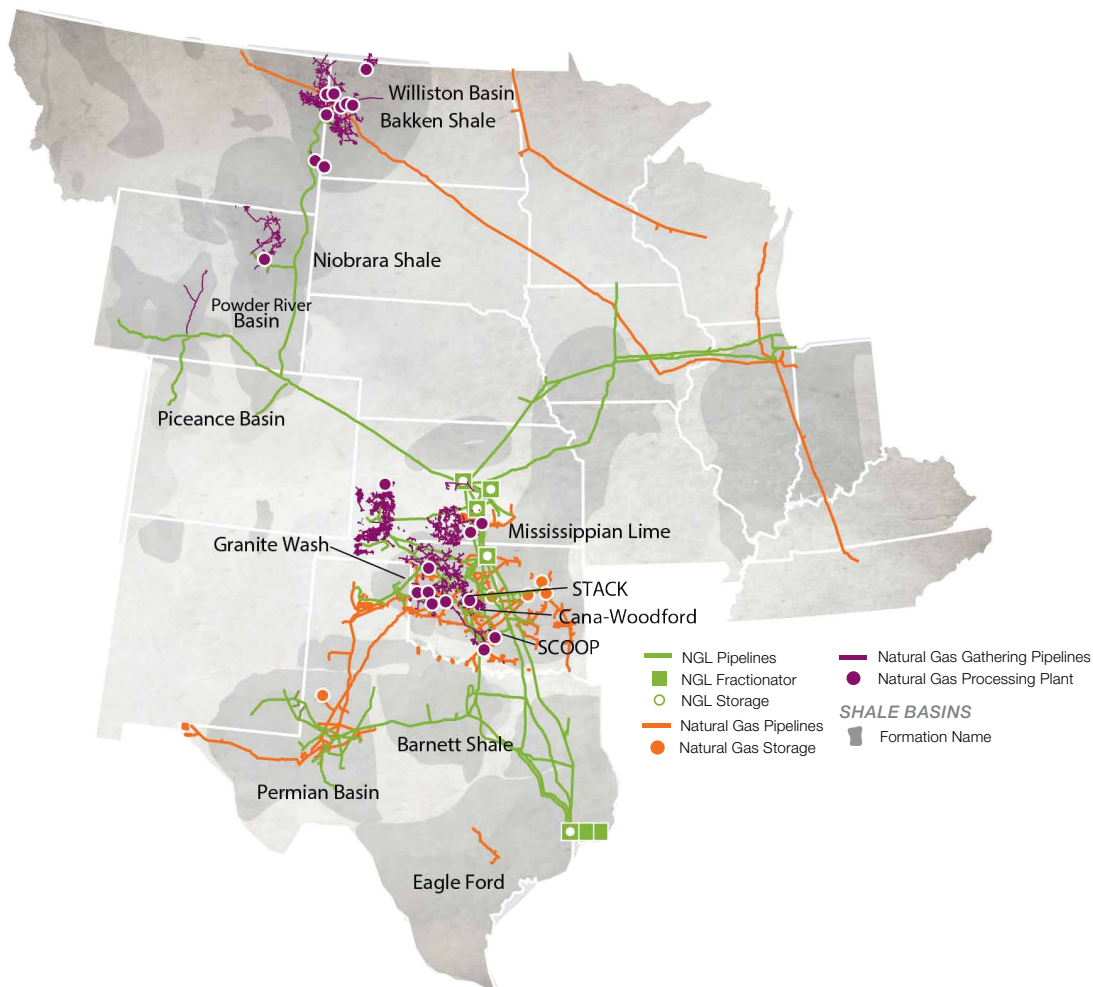 Williston Basin
Bakken Shale
Niobrara Shale
Powder River
Basin
Piceance Basin
Granite Wash
Mississippian Lime
STACK
Cana-Woodford
SCOOP
Barnett Shale
Permian Basin
Eagle Ford
NGL Pipelines
NGL Fractionator
NGL Storage
Natural Gas Pipelines
Natural Gas Storage
Natural Gas Gathering Pipelines
Natural Gas Processing Plant
SHALE BASINS
Formation Name